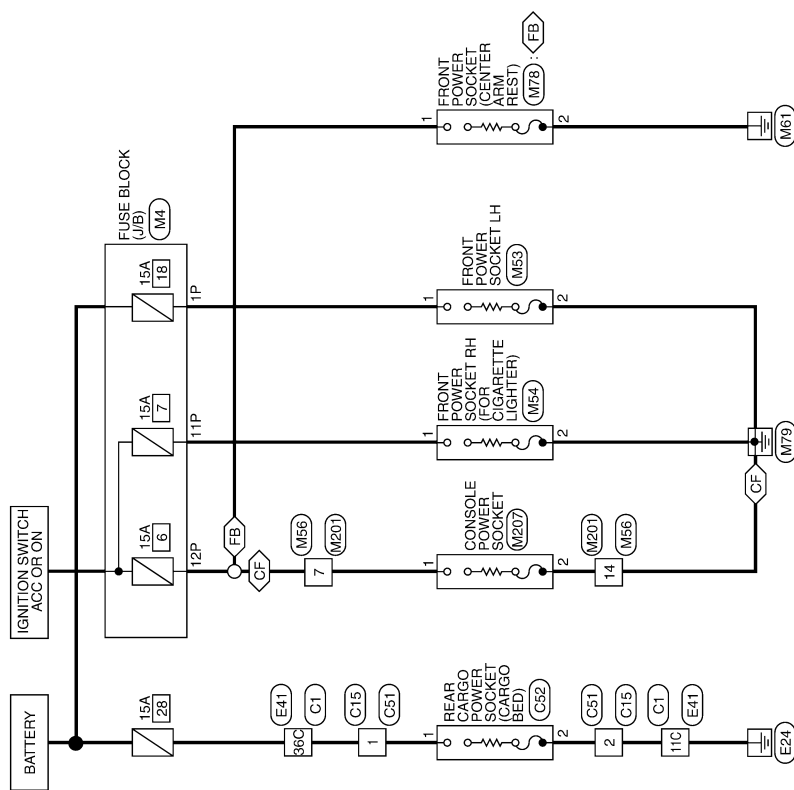 BATTERY
IGNITION SWITCH
ACC OR ON
FUSE BLOCK
(J/B)
M4
15A
28
15A
6
15A
7
15A
18
12P
11P
1P
FB
CF
36C
E41
C1
1
C15
C51
7
M56
M201
1
REAR
CARGO
POWER
SOCKET
(CARGO
BED)
C52
2
1
CONSOLE
POWER
SOCKET
M207
2
1
FRONT
POWER
SOCKET RH
(FOR
CIGARETTE
LIGHTER)
M54
2
1
FRONT
POWER
SOCKET LH
M53
2
1
FRONT
POWER
SOCKET
(CENTER
ARM
REST)
M78 : FB
2
2
C51
C15
11C
C1
E41
14
M201
M56
CF
E24
M79
M61